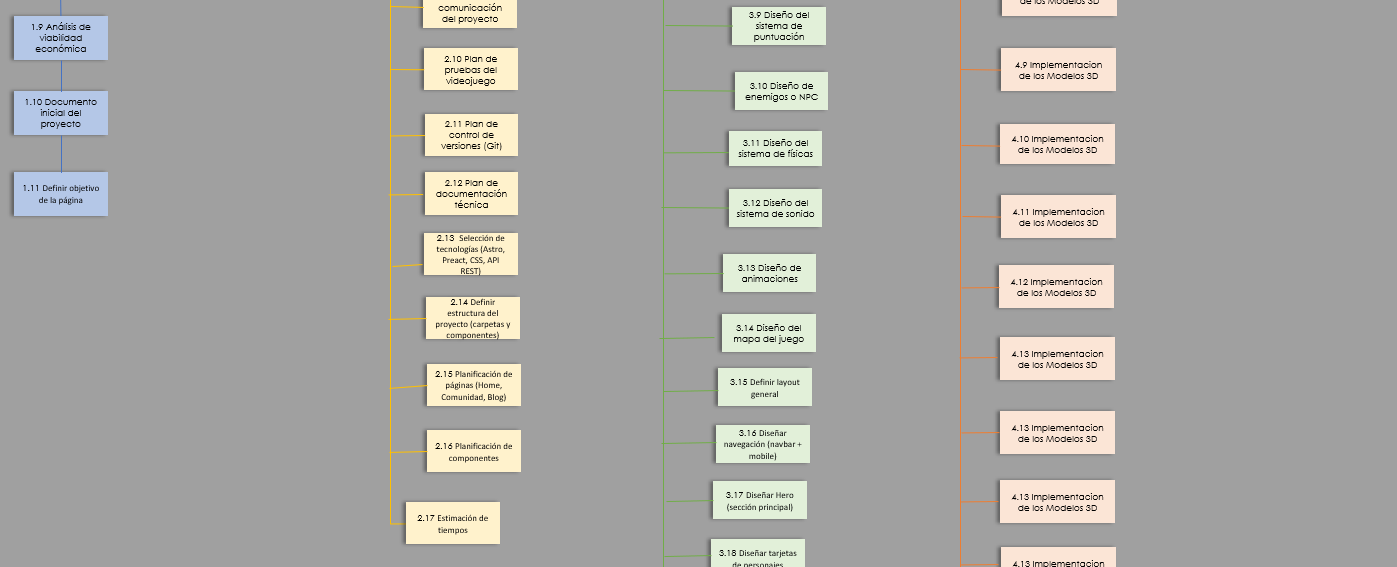 1.9 Análisis de
viabilidad
económica
1.10 Documento
inicial del
proyecto
1.11 Definir objetivo
de la página
comunicación
del proyecto
2.10 Plan de
pruebas del
videojuego
2.11 Plan de
control de
versiones (Git)
2.12 Plan de
documentación
técnica
2.13 Selección de
tecnologías (Astro,
Preact, CSS, API
REST)
2.14 Definir
estructura del
proyecto (carpetas y
componentes)
2.15 Planificación de
páginas (Home,
Comunidad, Blog)
2.16 Planificación de
componentes
2.17 Estimación de
tiempos
3.9 Diseño del
sistema de
puntuación
3.10 Diseño de
enemigos o NPC
3.11 Diseño del
sistema de físicas
3.12 Diseño del
sistema de sonido
3.13 Diseño de
animaciones
3.14 Diseño del
mapa del juego
3.15 Definir layout
general
3.16 Diseñar
navegación (navbar +
mobile)
3.17 Diseñar Hero
(sección principal)
3.18 Diseñar tarjetas
de personajes
de los Modelos 3D
4.9 Implementacion
de los Modelos 3D
4.10 Implementacion
de los Modelos 3D
4.11 Implementacion
de los Modelos 3D
4.12 Implementacion
de los Modelos 3D
4.13 Implementacion
de los Modelos 3D
4.13 Implementacion
de los Modelos 3D
4.13 Implementacion
de los Modelos 3D
4.13 Implementacion